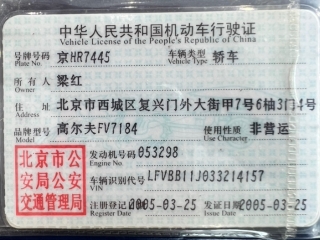 中华人民共和国机动车行驶证
Vehicle License of the People's Republic of China
号牌号码 京HR7445 车辆类型 轿车
Plate No. Vehicle Type
所有人 梁红
Owner
住址 北京市西城区复兴门外大街甲7号6柚3门4号
Address
品牌型号 高尔夫FV7184 使用性质 非营运
Model Use Character
北京市公安局公安交通管理局
发动机号码 053298
Engine No.
车辆识别代号 LFVBB11J033214157
VIN
注册登记日期 2005-03-25 发证日期 2005-03-25
Register Date Issue Date